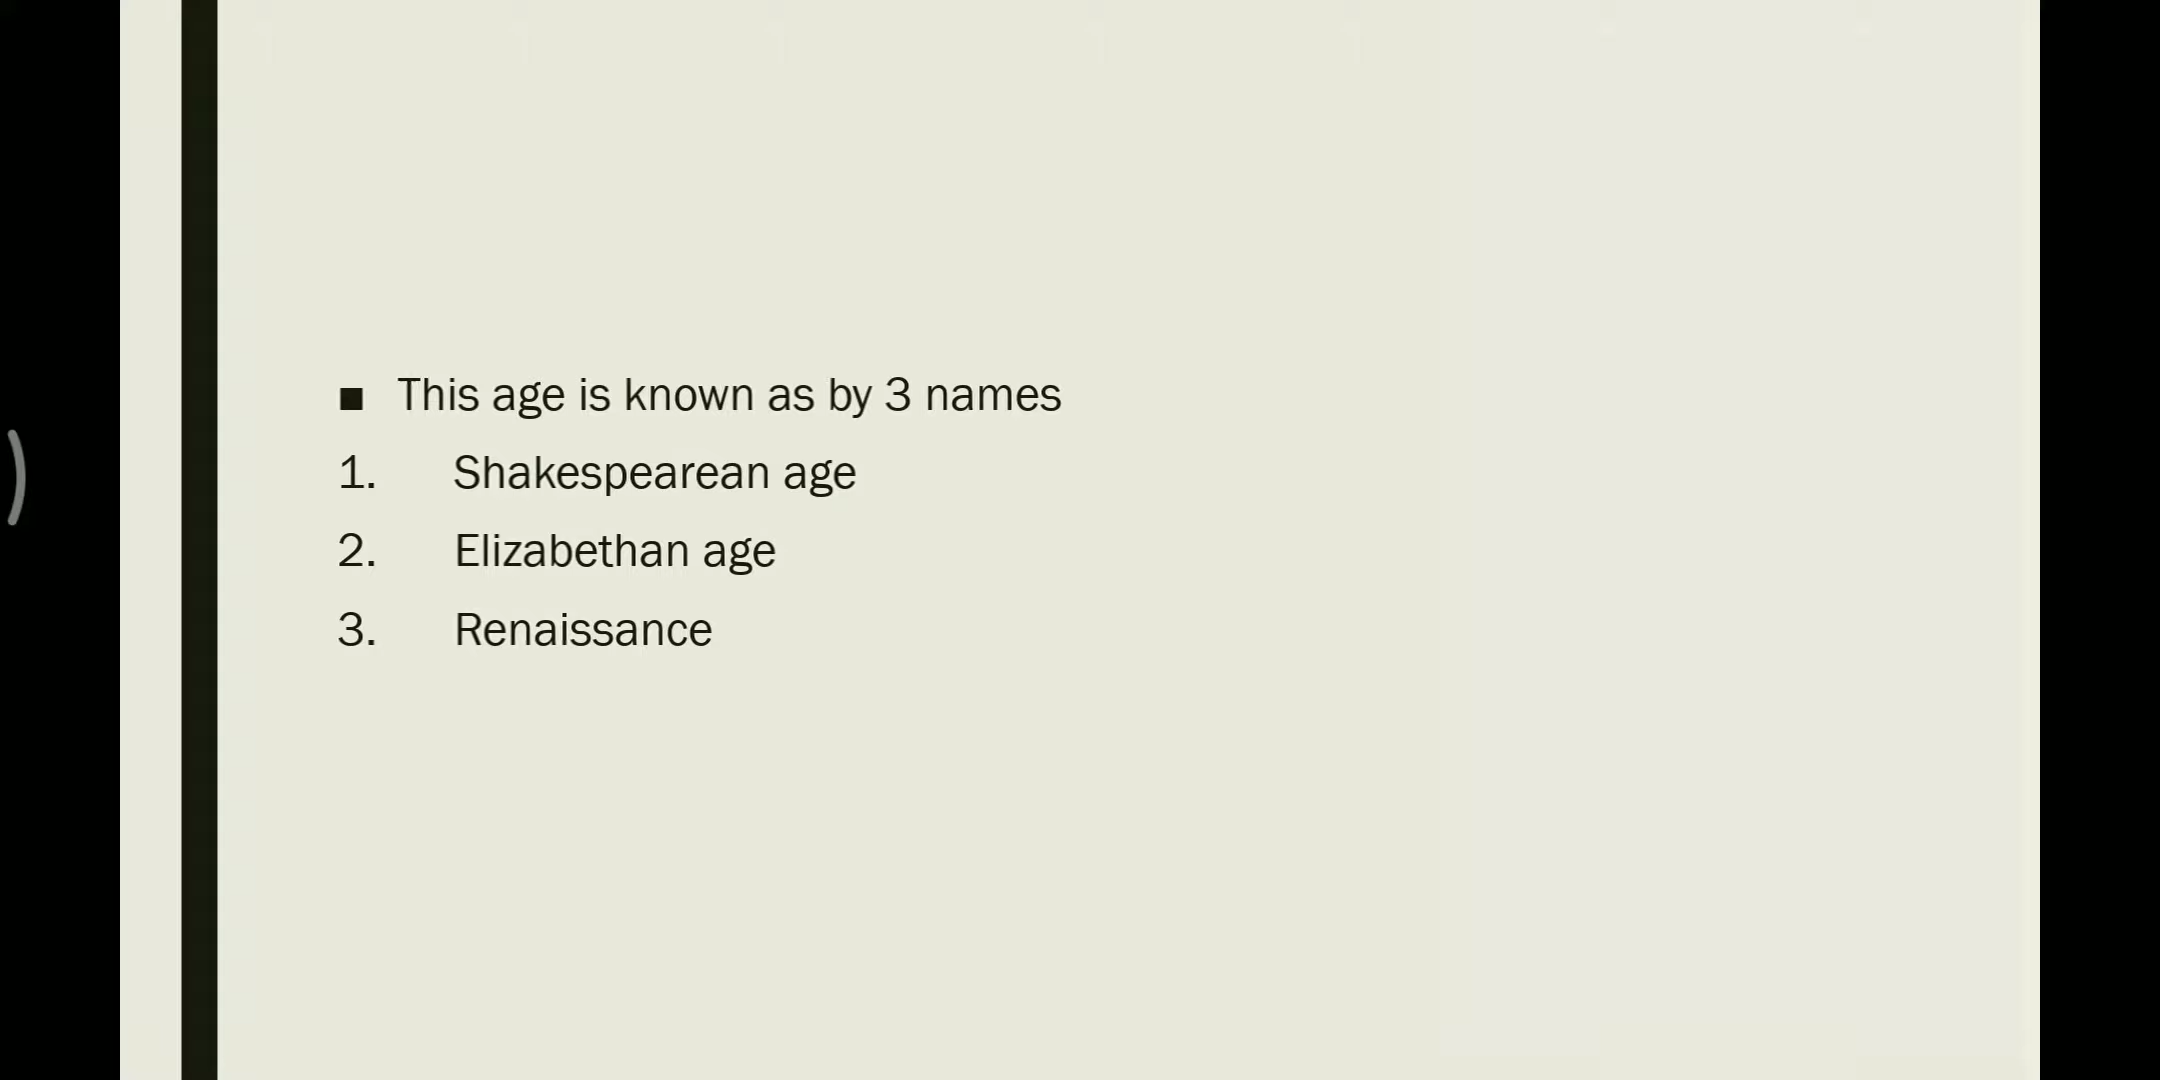 ■ This age is known as by 3 names
1. Shakespearean age
2. Elizabethan age
3. Renaissance